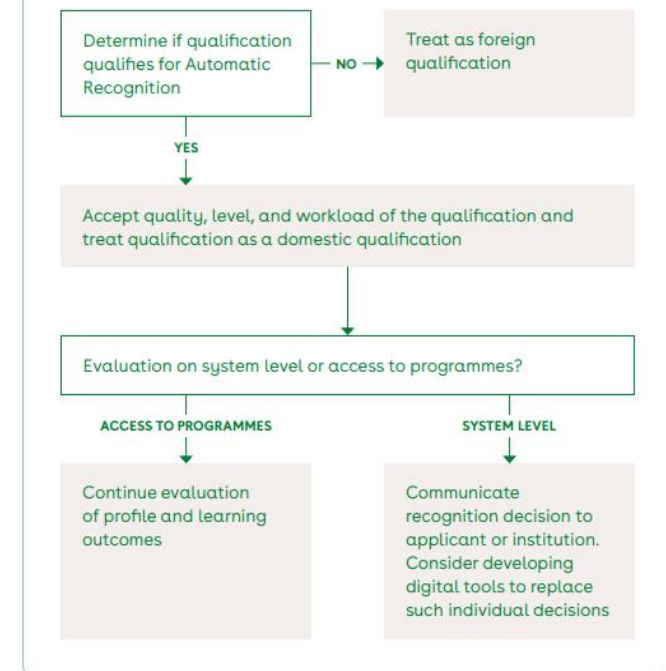 Determine if qualification
qualifies for Automatic
Recognition
NO
Treat as foreign
qualification
YES
Accept quality, level, and workload of the qualification and
treat qualification as a domestic qualification
Evaluation on system level or access to programmes?
ACCESS TO PROGRAMMES
SYSTEM LEVEL
Continue evaluation
of profile and learning
outcomes
Communicate
recognition decision to
applicant or institution.
Consider developing
digital tools to replace
such individual decisions